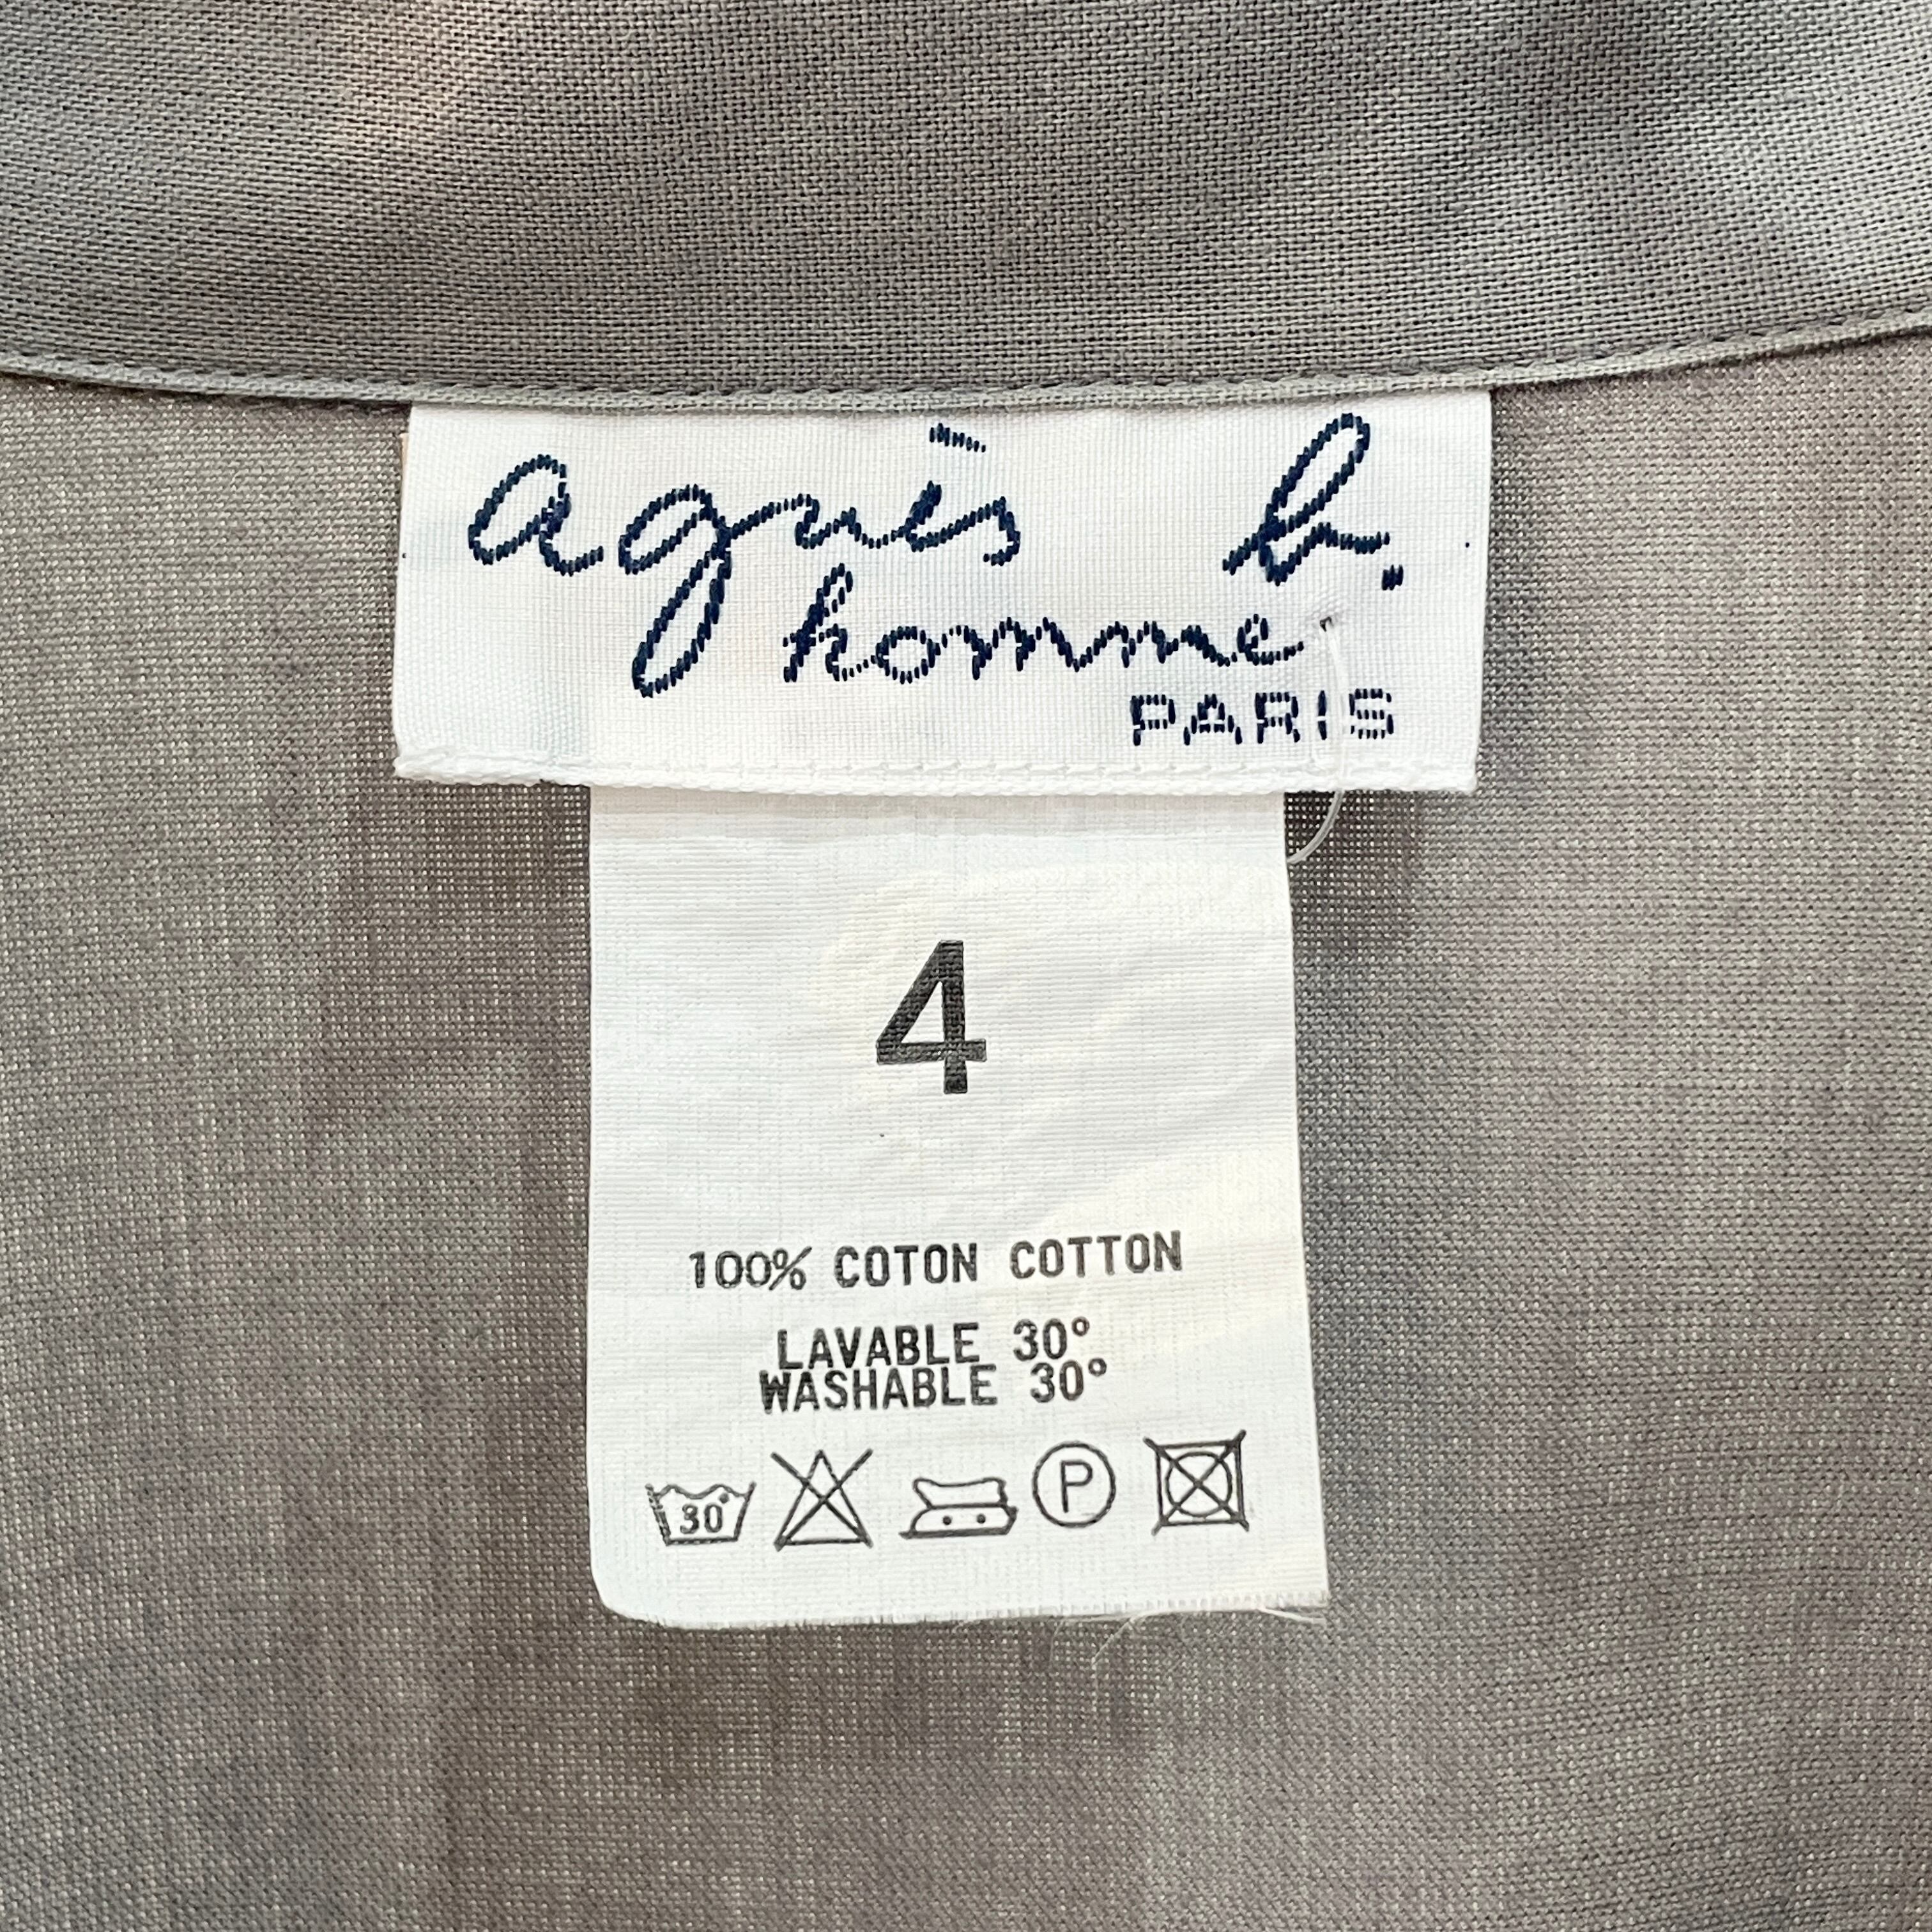 agnès b.
homme
PARIS
4
100% COTON COTTON
LAVABLE 30°
WASHABLE 30°
30° P